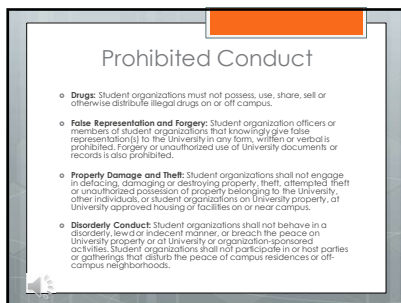 Prohibited Conduct
Drugs: Student organizations must not possess, use, share, sell or
otherwise distribute illegal drugs on or off campus.
False Representation and Forgery: Student organization officers or
members of student organizations that knowingly give false
representation(s) to the University in any form, written or verbal is
prohibited. Forgery or unauthorized use of University documents or
records is also prohibited.
Property Damage and Theft: Student organizations shall not engage
in defacing, damaging or destroying property, theft, attempted theft
or unauthorized possession of property belonging to the University,
other individuals, or student organizations on University property, at
University approved housing or facilities on or near campus.
Disorderly Conduct: Student organizations shall not behave in a
disorderly, lewd or indecent manner, or breach the peace on
University property or at University or organization-sponsored
activities. Student organizations shall not participate in or host parties
or gatherings that disturb the peace of campus residences or off-
campus neighborhoods.